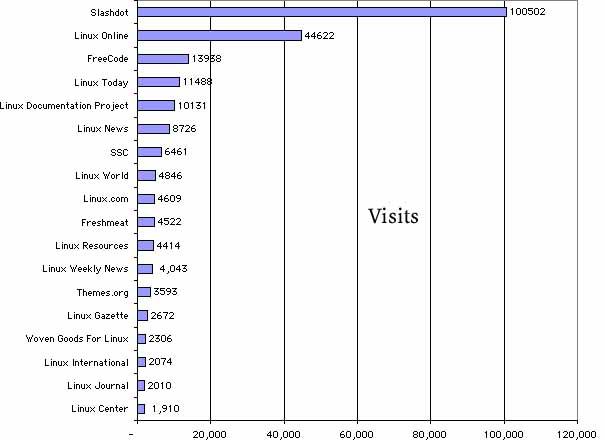 Slashdot 100502
Linux Online 44622
FreeCode 13938
Linux Today 11488
Linux Documentation Project 10131
Linux News 8726
SSC 6461
Linux World 4846
Linux.com 4609
Freshmeat 4522
Visits
Linux Resources 4414
Linux Weekly News 4,043
Themes.org 3593
Linux Gazette 2672
Woven Goods For Linux 2306
Linux International 2074
Linux Journal 2010
Linux Center 1,910
- 20,000 40,000 60,000 80,000 100,000 120,000